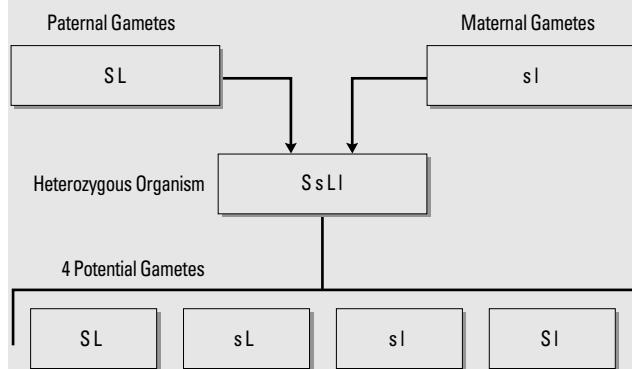 Paternal Gametes
Maternal Gametes
S L
s l
Heterozygous Organism
S s L l
4 Potential Gametes
S L
s L
s l
S l